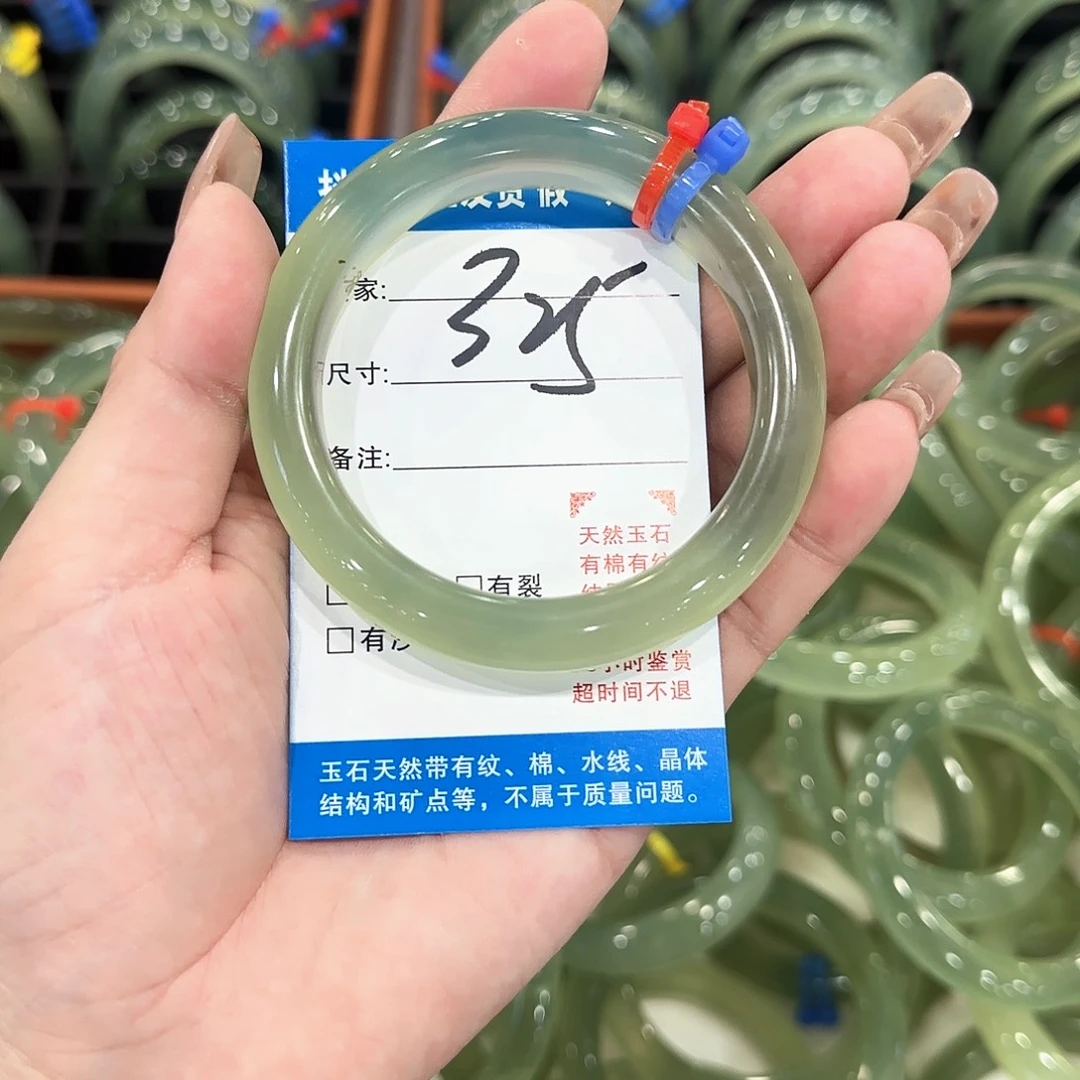 家:
325
尺寸:
备注:
天然玉石
有棉有纹
□有裂
□有
小时鉴赏
超时间不退
玉石天然带有纹、棉、水线、晶体
结构和矿点等，不属于质量问题。